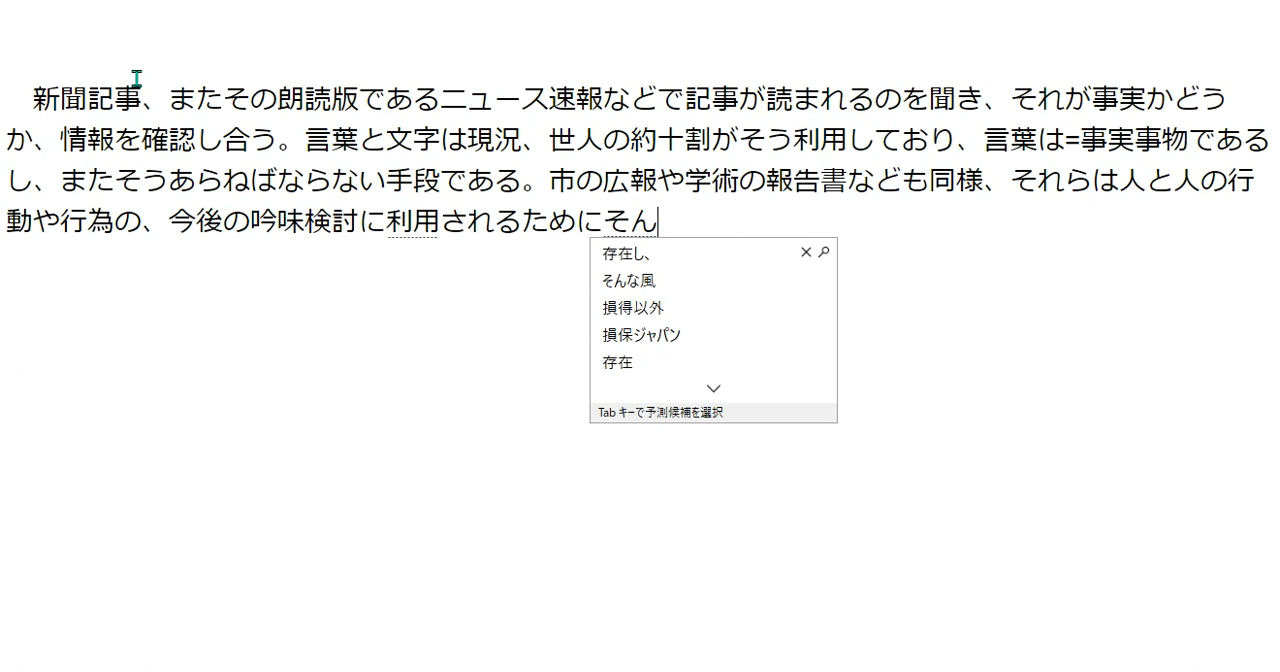 新聞記事、またその朗読版であるニュース速報などで記事が読まれるのを聞き、それが事実かどう
か、情報を確認し合う。言葉と文字は現況、世人の約十割がそう利用しており、言葉は=事実事物である
し、またそうあらねばならない手段である。市の広報や学術の報告書なども同様、それらは人と人の行
動や行為の、今後の吟味検討に利用されるためにそん
存在し、
そんな風
損得以外
損保ジャパン
存在
Tab キーで予測候補を選択